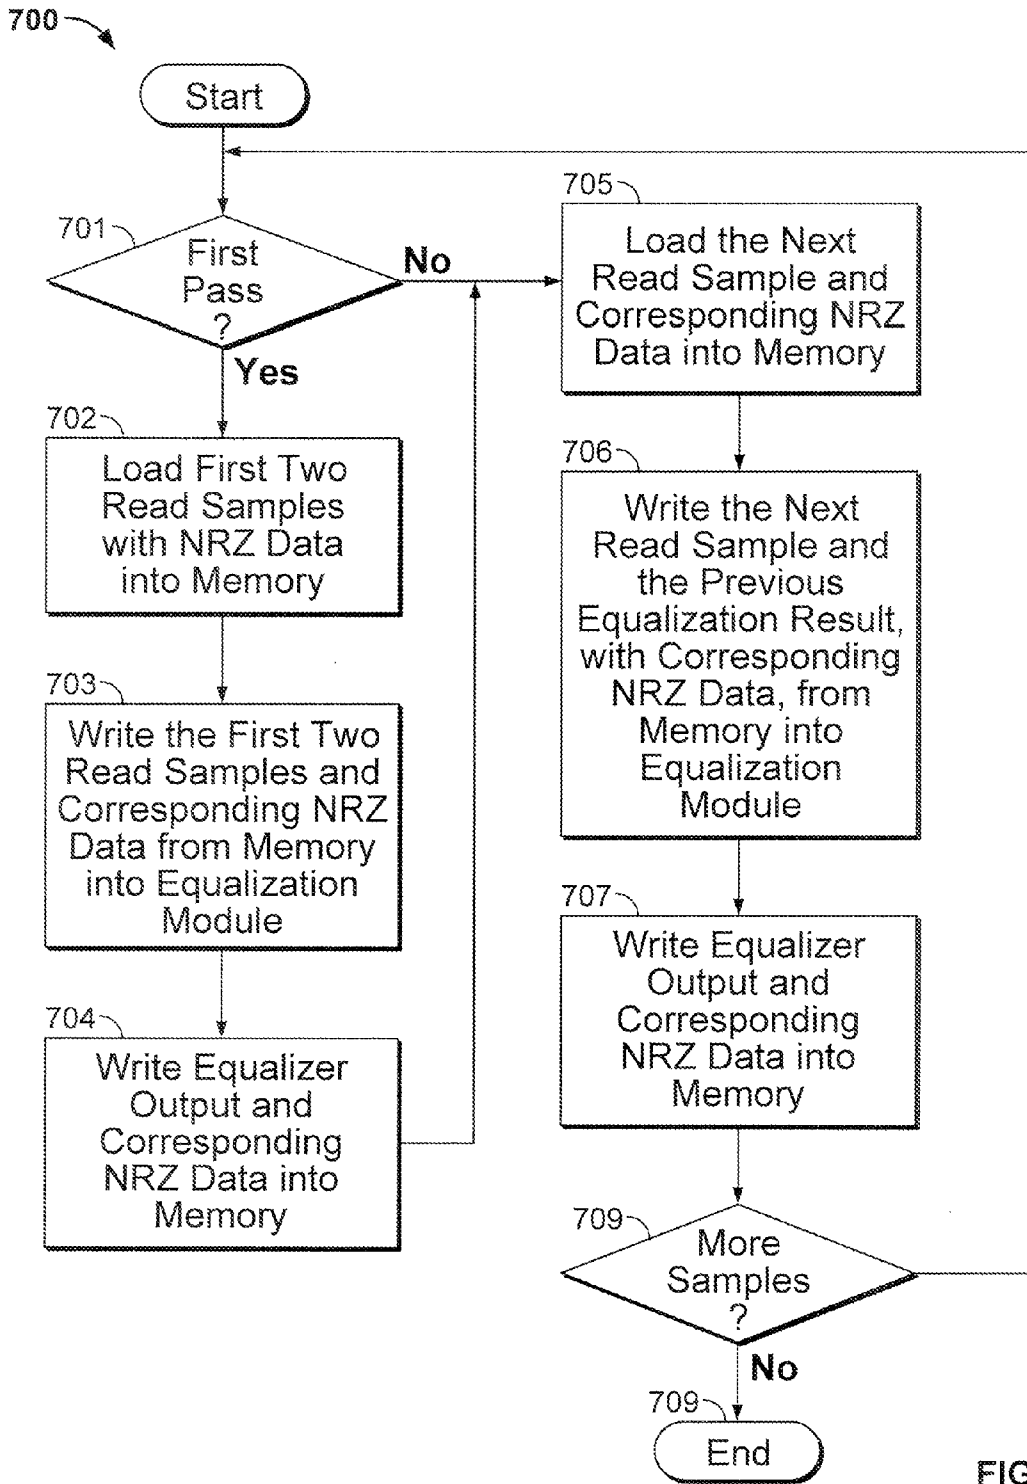 700
Start
701
First
Pass
?
No
Yes
702
Load First Two
Read Samples
with NRZ Data
into Memory
703
Write the First Two
Read Samples and
Corresponding NRZ
Data from Memory
into Equalization
Module
704
Write Equalizer
Output and
Corresponding
NRZ Data into
Memory
705
Load the Next
Read Sample and
Corresponding NRZ
Data into Memory
706
Write the Next
Read Sample and
the Previous
Equalization Result,
with Corresponding
NRZ Data, from
Memory into
Equalization
Module
707
Write Equalizer
Output and
Corresponding
NRZ Data into
Memory
709
More
Samples
?
No
709
End
FIG